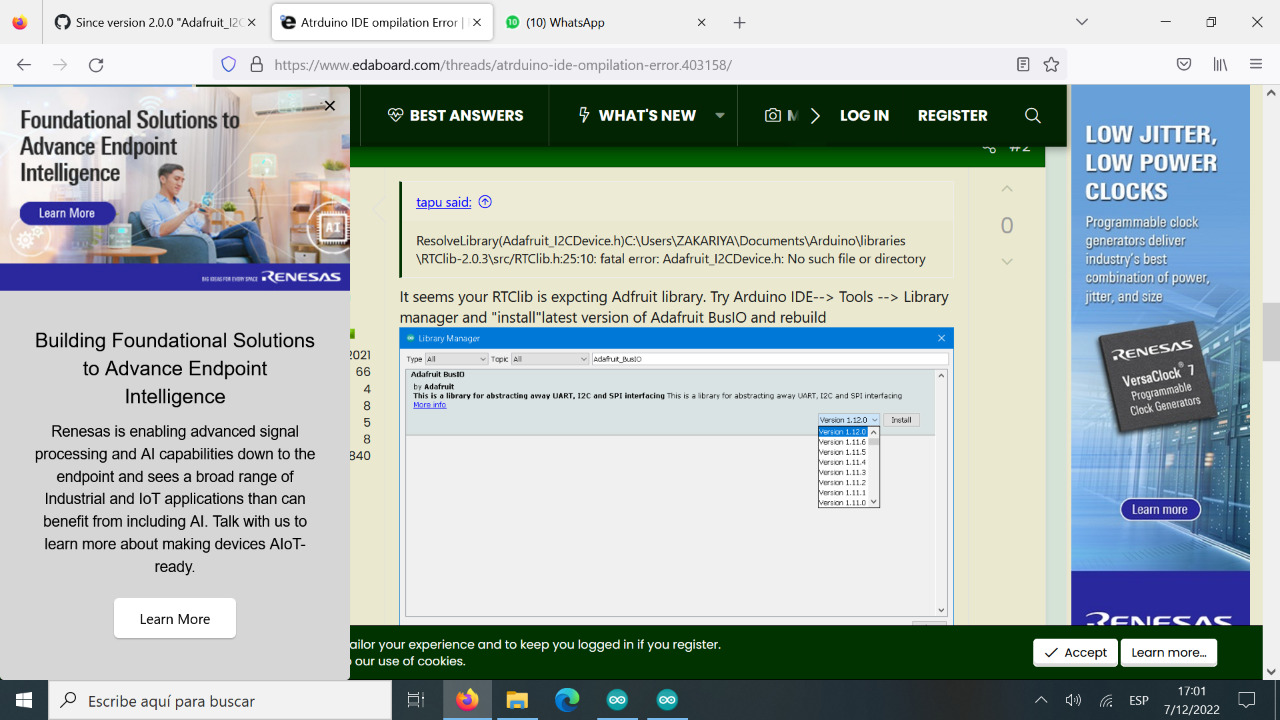 Since version 2.0.0 "Adafruit_I2C
Atrduino IDE ompilation Error |
(10) WhatsApp
https://www.edaboard.com/threads/atrduino-ide-ompilation-error.403158/
Foundational Solutions to
Advance Endpoint
Intelligence
Learn More
AI
BIG IDEAS FOR EVERY SPACE RENESAS
Building Foundational Solutions
to Advance Endpoint
Intelligence
Renesas is enabling advanced signal
processing and AI capabilities down to the
endpoint and sees a broad range of
Industrial and IoT applications than can
benefit from including AI. Talk with us to
learn more about making devices AIoT-
ready.
Learn More
BEST ANSWERS
WHAT'S NEW
M
LOG IN
REGISTER
#2
2021
66
4
8
5
8
840
tapu said:
ResolveLibrary(Adafruit_I2CDevice.h)C:\Users\ZAKARIYA\Documents\Arduino\libraries
\RTClib-2.0.3\src/RTClib.h:25:10: fatal error: Adafruit_I2CDevice.h: No such file or directory
0
It seems your RTClib is expcting Adfruit library. Try Arduino IDE--> Tools --> Library
manager and "install"latest version of Adafruit BusIO and rebuild
Library Manager
Type All Topic All Adafruit_BusIO
Adafruit BusIO
by Adafruit
This is a library for abstracting away UART, I2C and SPI interfacing This is a library for abstracting away UART, I2C and SPI interfacing
More info
Version 1.12.0 Install
Version 1.12.0
Version 1.11.6
Version 1.11.5
Version 1.11.4
Version 1.11.3
Version 1.11.2
Version 1.11.1
Version 1.11.0
LOW JITTER,
LOW POWER
CLOCKS
Programmable clock
generators deliver
industry's best
combination of power,
jitter, and size
RENESAS
VersaClock® 7
Programmable
Clock Generators
Learn more
RENESAS
ailor your experience and to keep you logged in if you register.
o our use of cookies.
Accept
Learn more…
Escribe aquí para buscar
ESP
17:01
7/12/2022